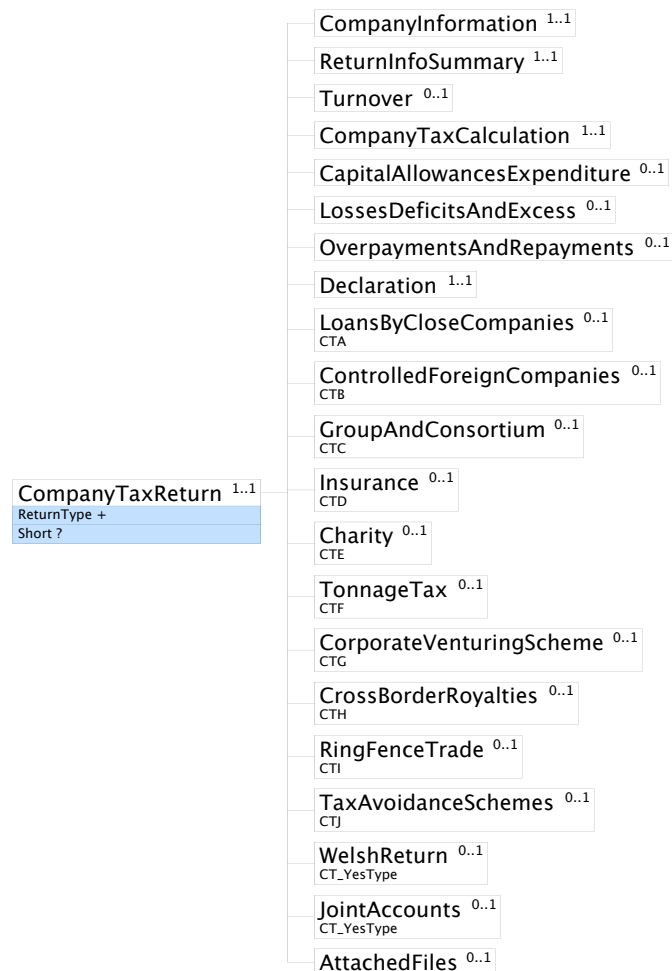 CompanyInformation 1..1
ReturnInfoSummary 1..1
Turnover 0..1
CompanyTaxCalculation 1..1
CapitalAllowancesExpenditure 0..1
LossesDeficitsAndExcess 0..1
OverpaymentsAndRepayments 0..1
Declaration 1..1
LoansByCloseCompanies 0..1
CTA
ControlledForeignCompanies 0..1
CTB
GroupAndConsortium 0..1
CTC
CompanyTaxReturn 1..1
ReturnType +
Short ?
Insurance 0..1
CTD
Charity 0..1
CTE
TonnageTax 0..1
CTF
CorporateVenturingScheme 0..1
CTG
CrossBorderRoyalties 0..1
CTH
RingFenceTrade 0..1
CTI
TaxAvoidanceSchemes 0..1
CTJ
WelshReturn 0..1
CT_YesType
JointAccounts 0..1
CT_YesType
AttachedFiles 0..1